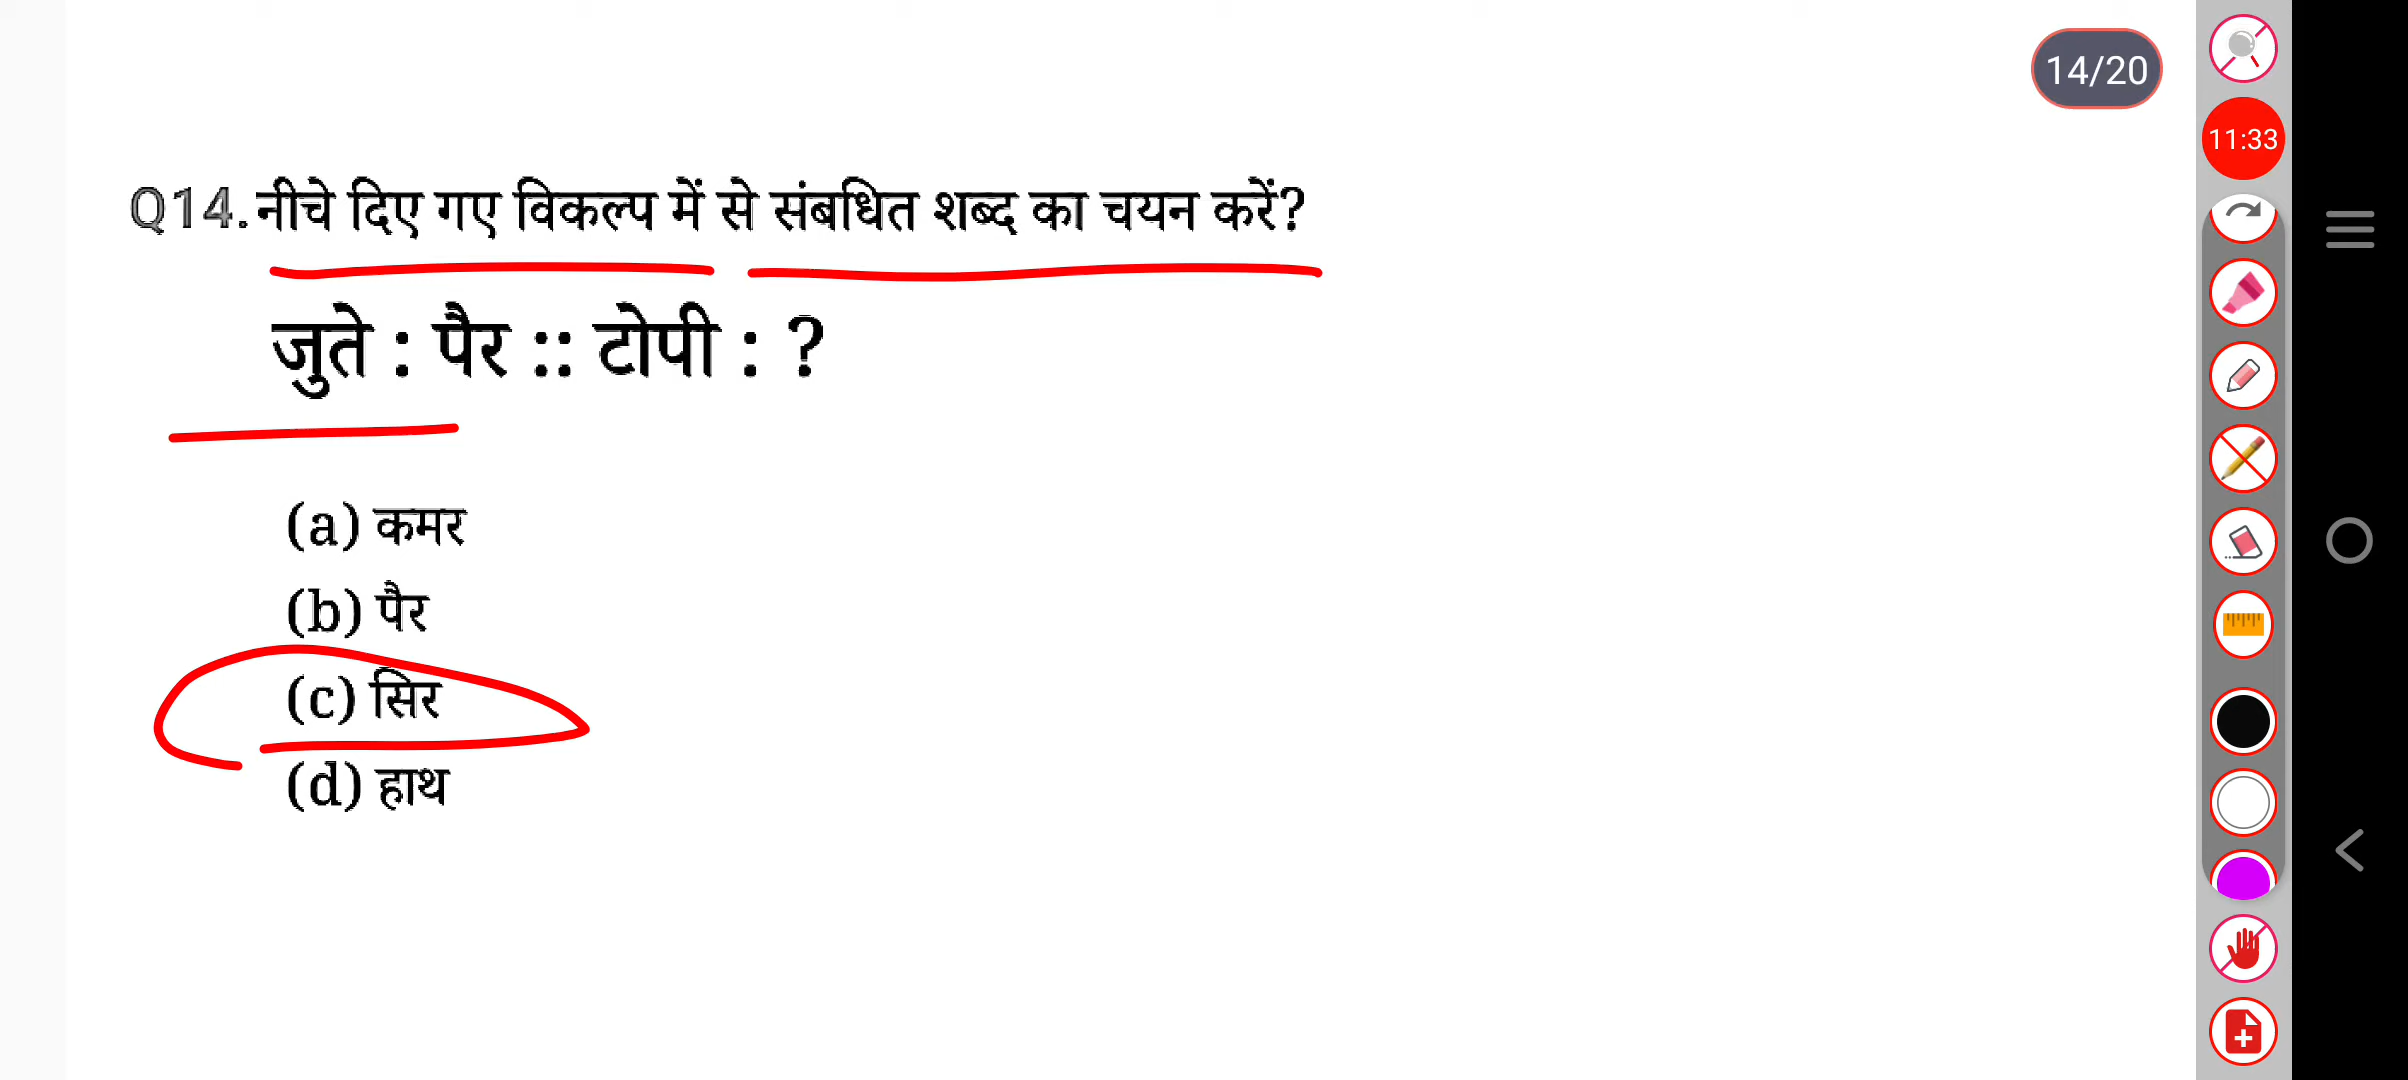 14/20
11:33
Q14. नीचे दिए गए विकल्प में से संबधित शब्द का चयन करें?
जुते : पैर :: टोपी : ?
(a) कमर
(b) पैर
(c) सिर
(d) हाथ